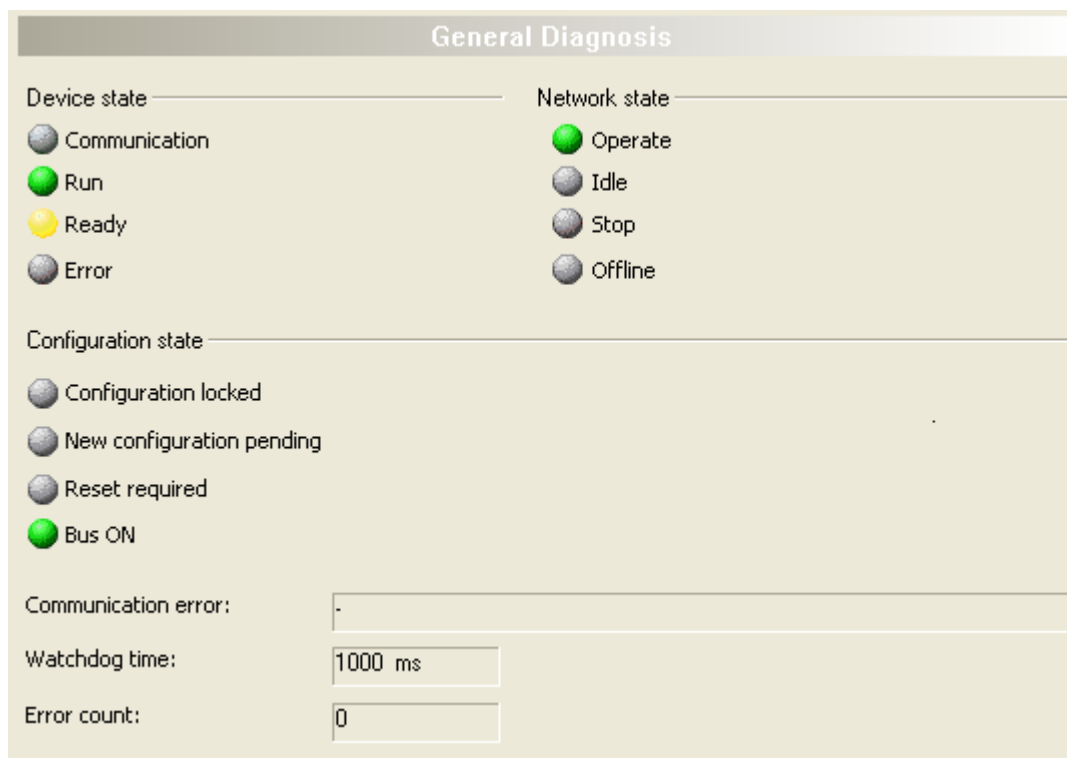 General Diagnosis
Device state
Communication
Run
Ready
Error
Network state
Operate
Idle
Stop
Offline
Configuration state
Configuration locked
New configuration pending
Reset required
Bus ON
Communication error: -
Watchdog time: 1000 ms
Error count: 0